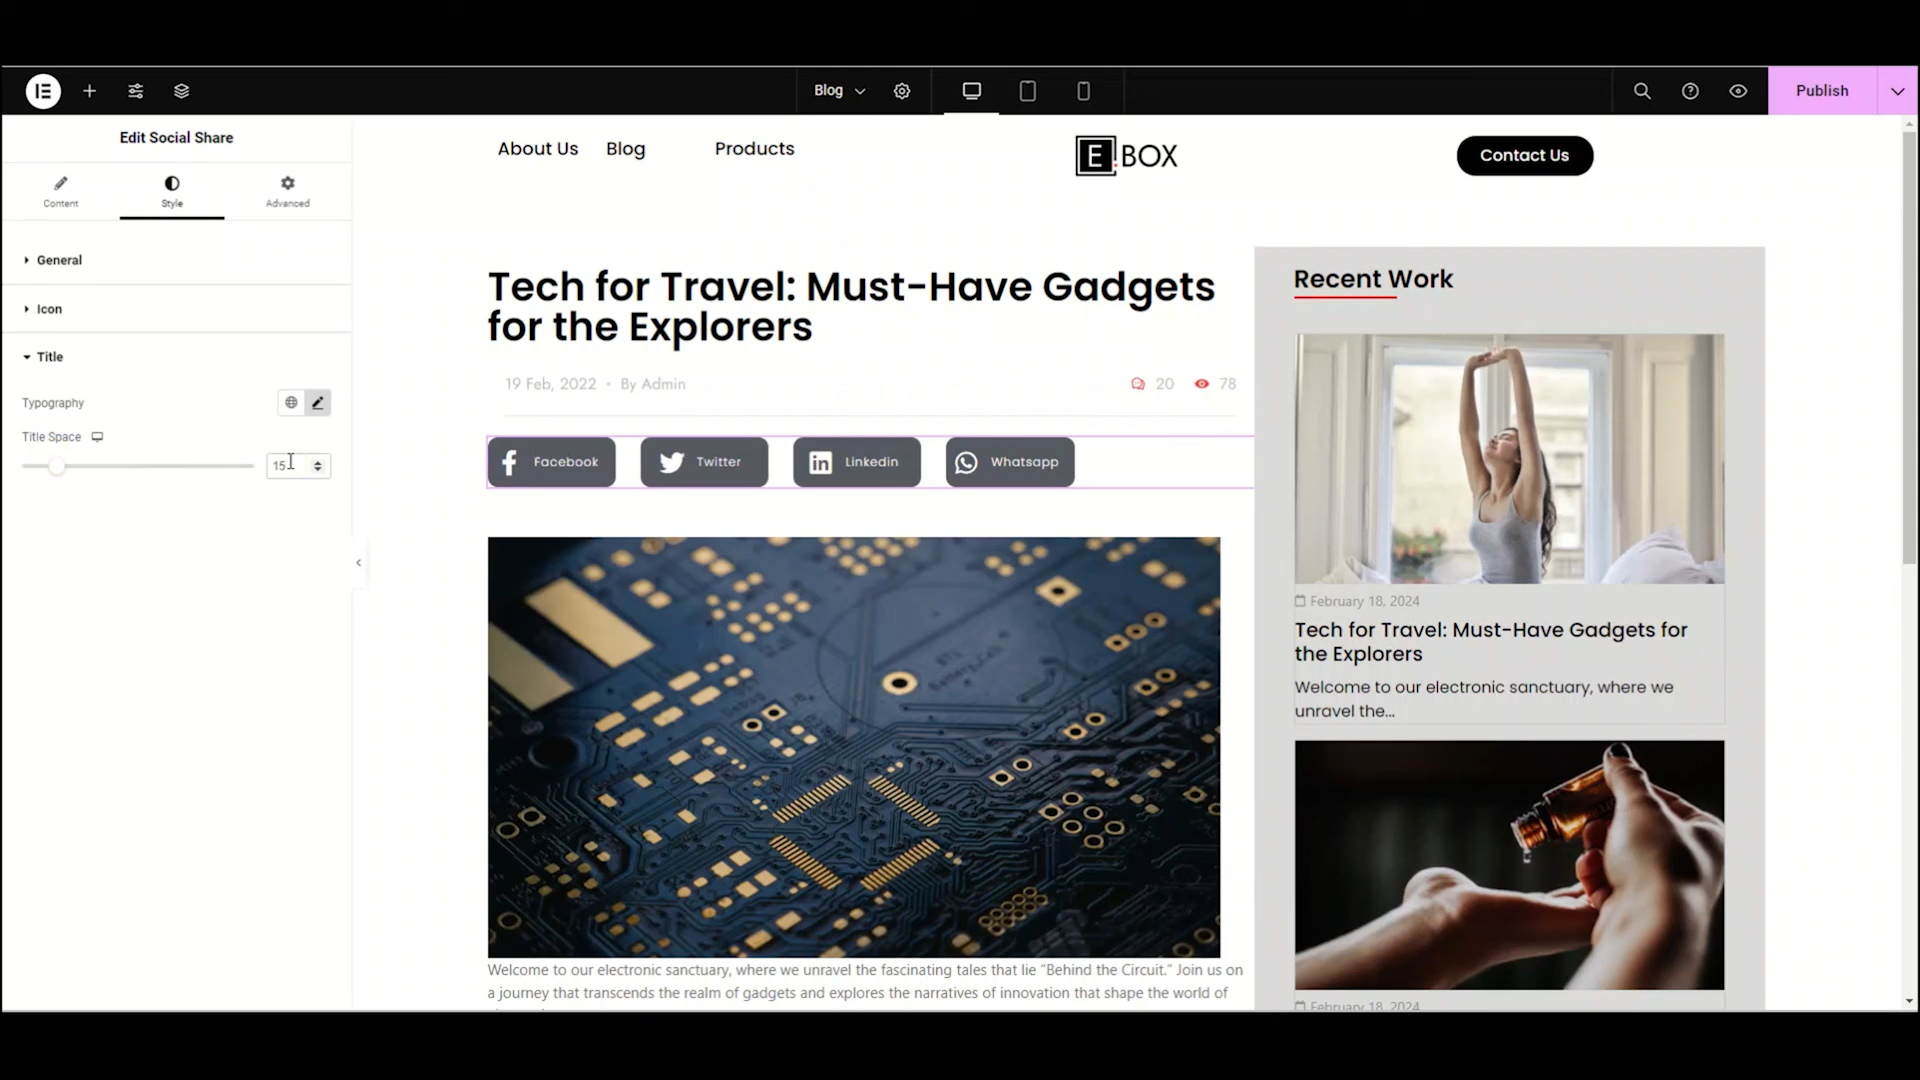 Blog
Publish
Edit Social Share
Content
Style
Advanced
General
Icon
Title
Typography
Title Space
15
About Us
Blog
Products
E.BOX
Contact Us
Tech for Travel: Must-Have Gadgets
for the Explorers
19 Feb, 2022 • By Admin
20
78
Facebook
Twitter
Linkedin
Whatsapp
Welcome to our electronic sanctuary, where we unravel the fascinating tales that lie “Behind the Circuit.” Join us on
a journey that transcends the realm of gadgets and explores the narratives of innovation that shape the world of
Recent Work
February 18, 2024
Tech for Travel: Must-Have Gadgets for
the Explorers
Welcome to our electronic sanctuary, where we
unravel the...
February 18, 2024